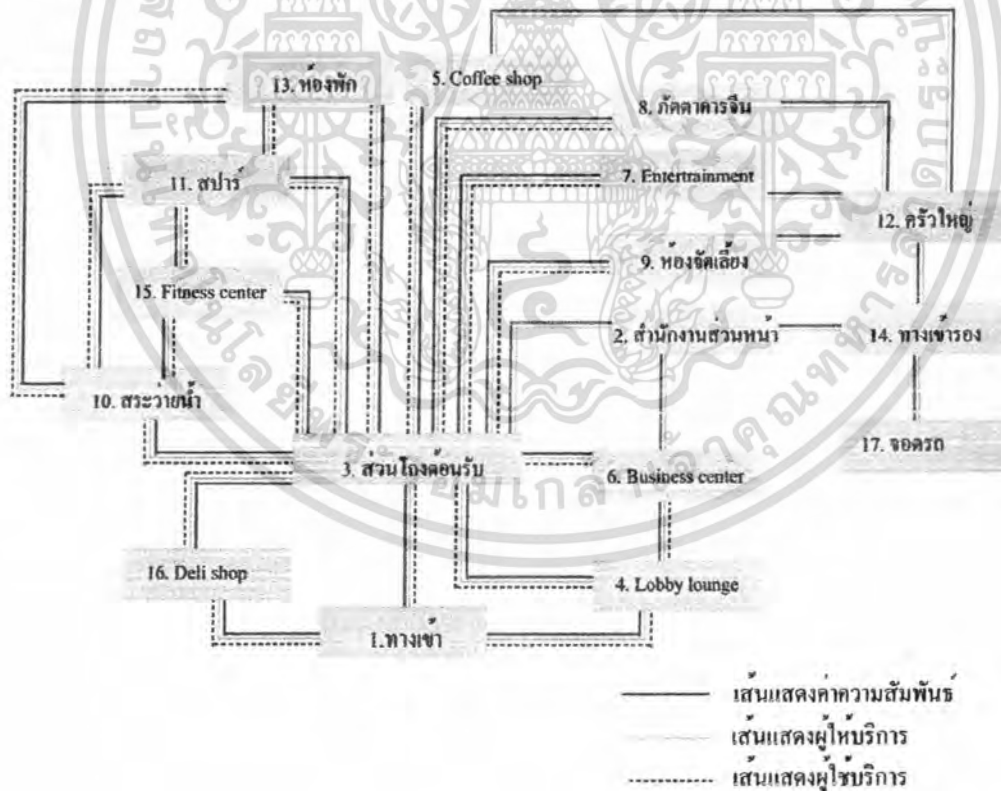 13. ห้องพัก
5. Coffee shop
8. ภัตตาคารจีน
11. สปาร์
7. Entertrainment
12. ครัวใหญ่
9. ห้องจัดเลี้ยง
15. Fitness center
2. สำนักงานส่วนหน้า
14. ทางเข้ารอง
10. สระว่ายน้ำ
17. จอดรถ
3. ส่วนโถงต้อนรับ
6. Business center
16. Deli shop
4. Lobby lounge
1.ทางเข้า
เส้นแสดงค่าความสัมพันธ์
เส้นแสดงผู้ให้บริการ
เส้นแสดงผู้ใช้บริการ